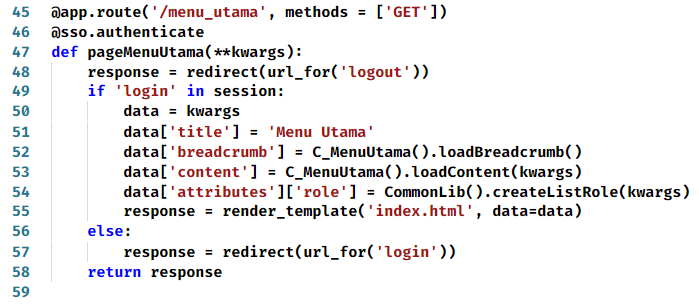 45 @app.route('/menu_utama', methods = ['GET'])
46 @sso.authenticate
47 def pageMenuUtama(**kwargs):
48     response = redirect(url_for('logout'))
49     if 'login' in session:
50         data = kwargs
51         data['title'] = 'Menu Utama'
52         data['breadcrumb'] = C_MenuUtama().loadBreadcrumb()
53         data['content'] = C_MenuUtama().loadContent(kwargs)
54         data['attributes']['role'] = CommonLib().createListRole(kwargs)
55         response = render_template('index.html', data=data)
56     else:
57         response = redirect(url_for('login'))
58     return response
59